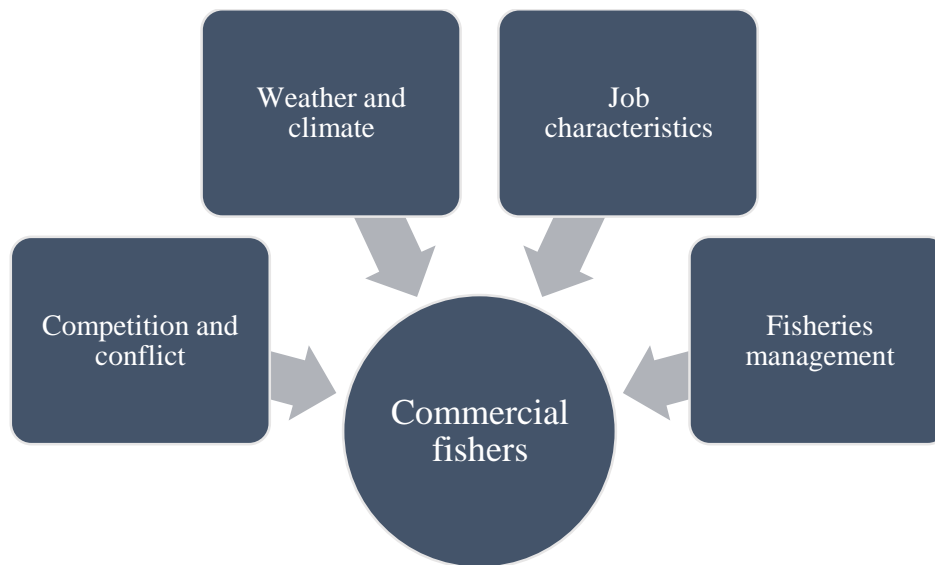 Weather and
climate
Job
characteristics
Competition and
conflict
Fisheries
management
Commercial
fishers